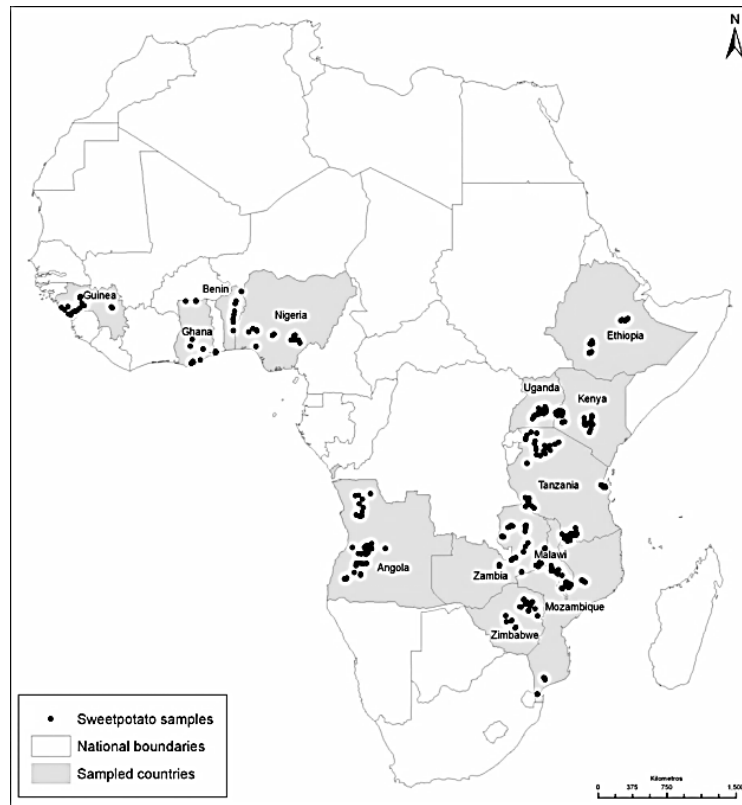 N
Guinea
Benin
Nigeria
Ghana
Ethiopia
Uganda
Kenya
Tanzania
Angola
Malawi
Zambia
Mozambique
Zimbabwe
Sweetpotato samples
National boundaries
Sampled countries
Kilometros
0 375 750 1,500